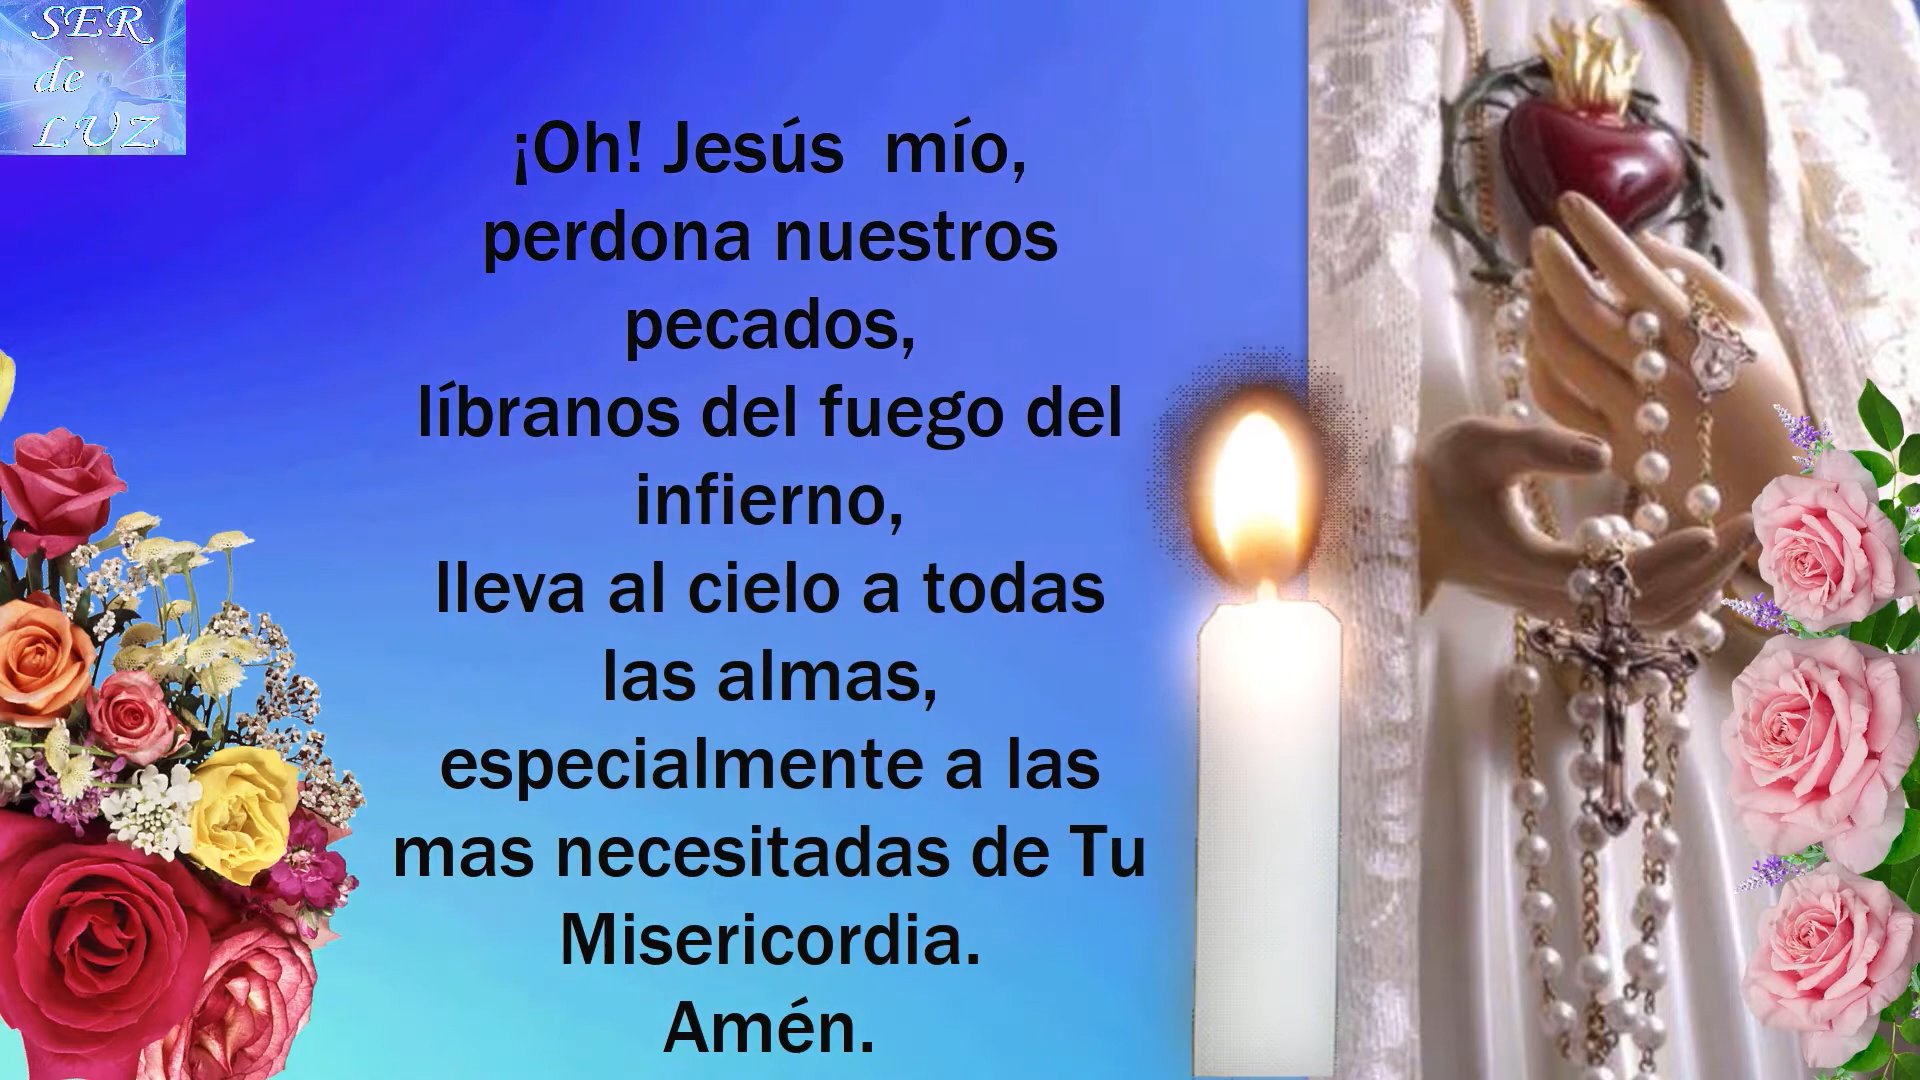 SER
de
LUZ
¡Oh! Jesús  mío,
perdona nuestros
pecados,
líbranos del fuego del
infierno,
lleva al cielo a todas
las almas,
especialmente a las
mas necesitadas de Tu
Misericordia.
Amén.